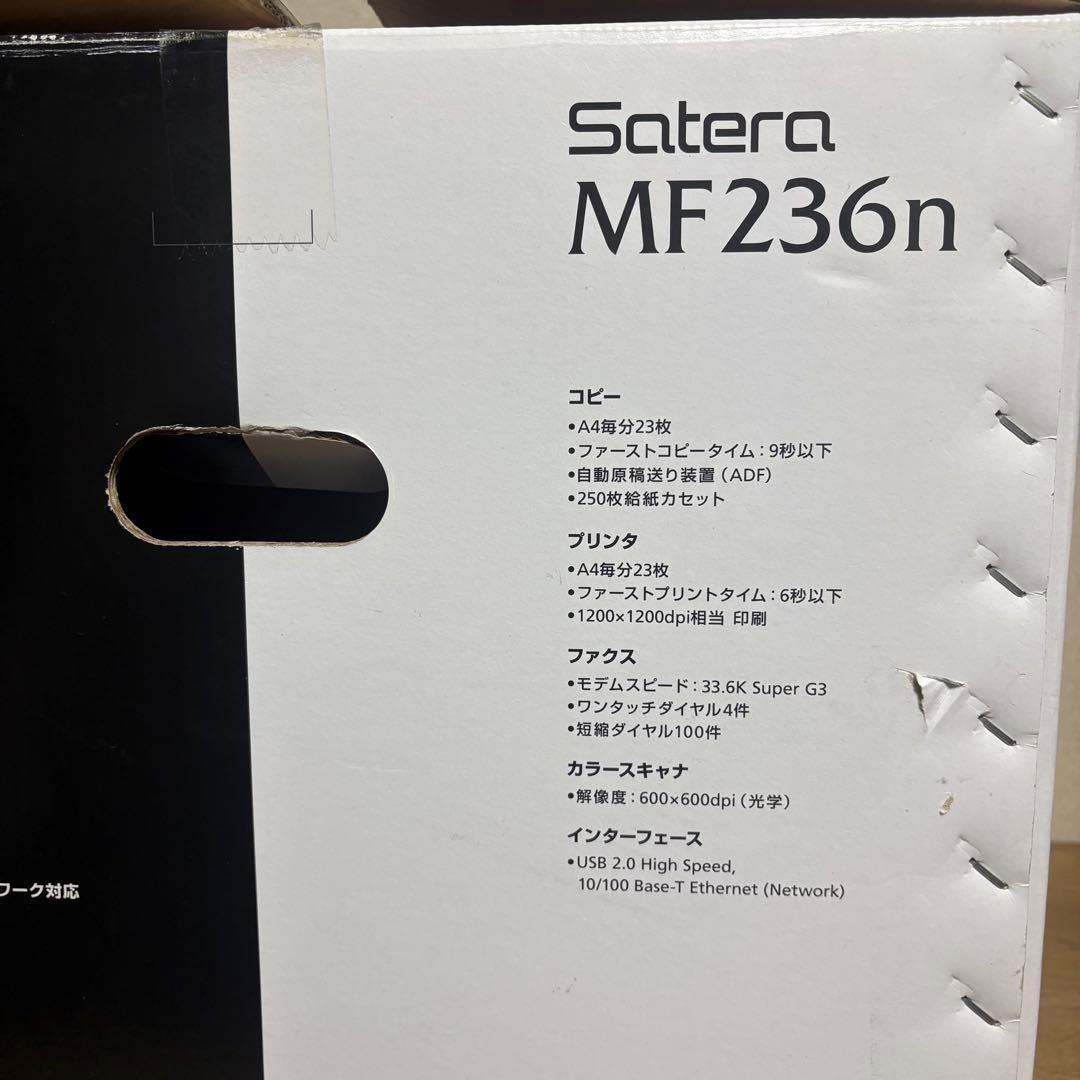 Satera
MF236n
コピー
•A4毎分23枚
•ファーストコピータイム：9秒以下
•自動原稿送り装置（ADF）
•250枚給紙カセット
プリンタ
•A4毎分23枚
•ファーストプリントタイム：6秒以下
•1200×1200dpi相当 印刷
ファクス
•モデムスピード：33.6K Super G3
•ワンタッチダイヤル4件
•短縮ダイヤル100件
カラースキャナ
•解像度：600×600dpi（光学）
インターフェース
•USB 2.0 High Speed,
10/100 Base-T Ethernet (Network)
ワーク対応